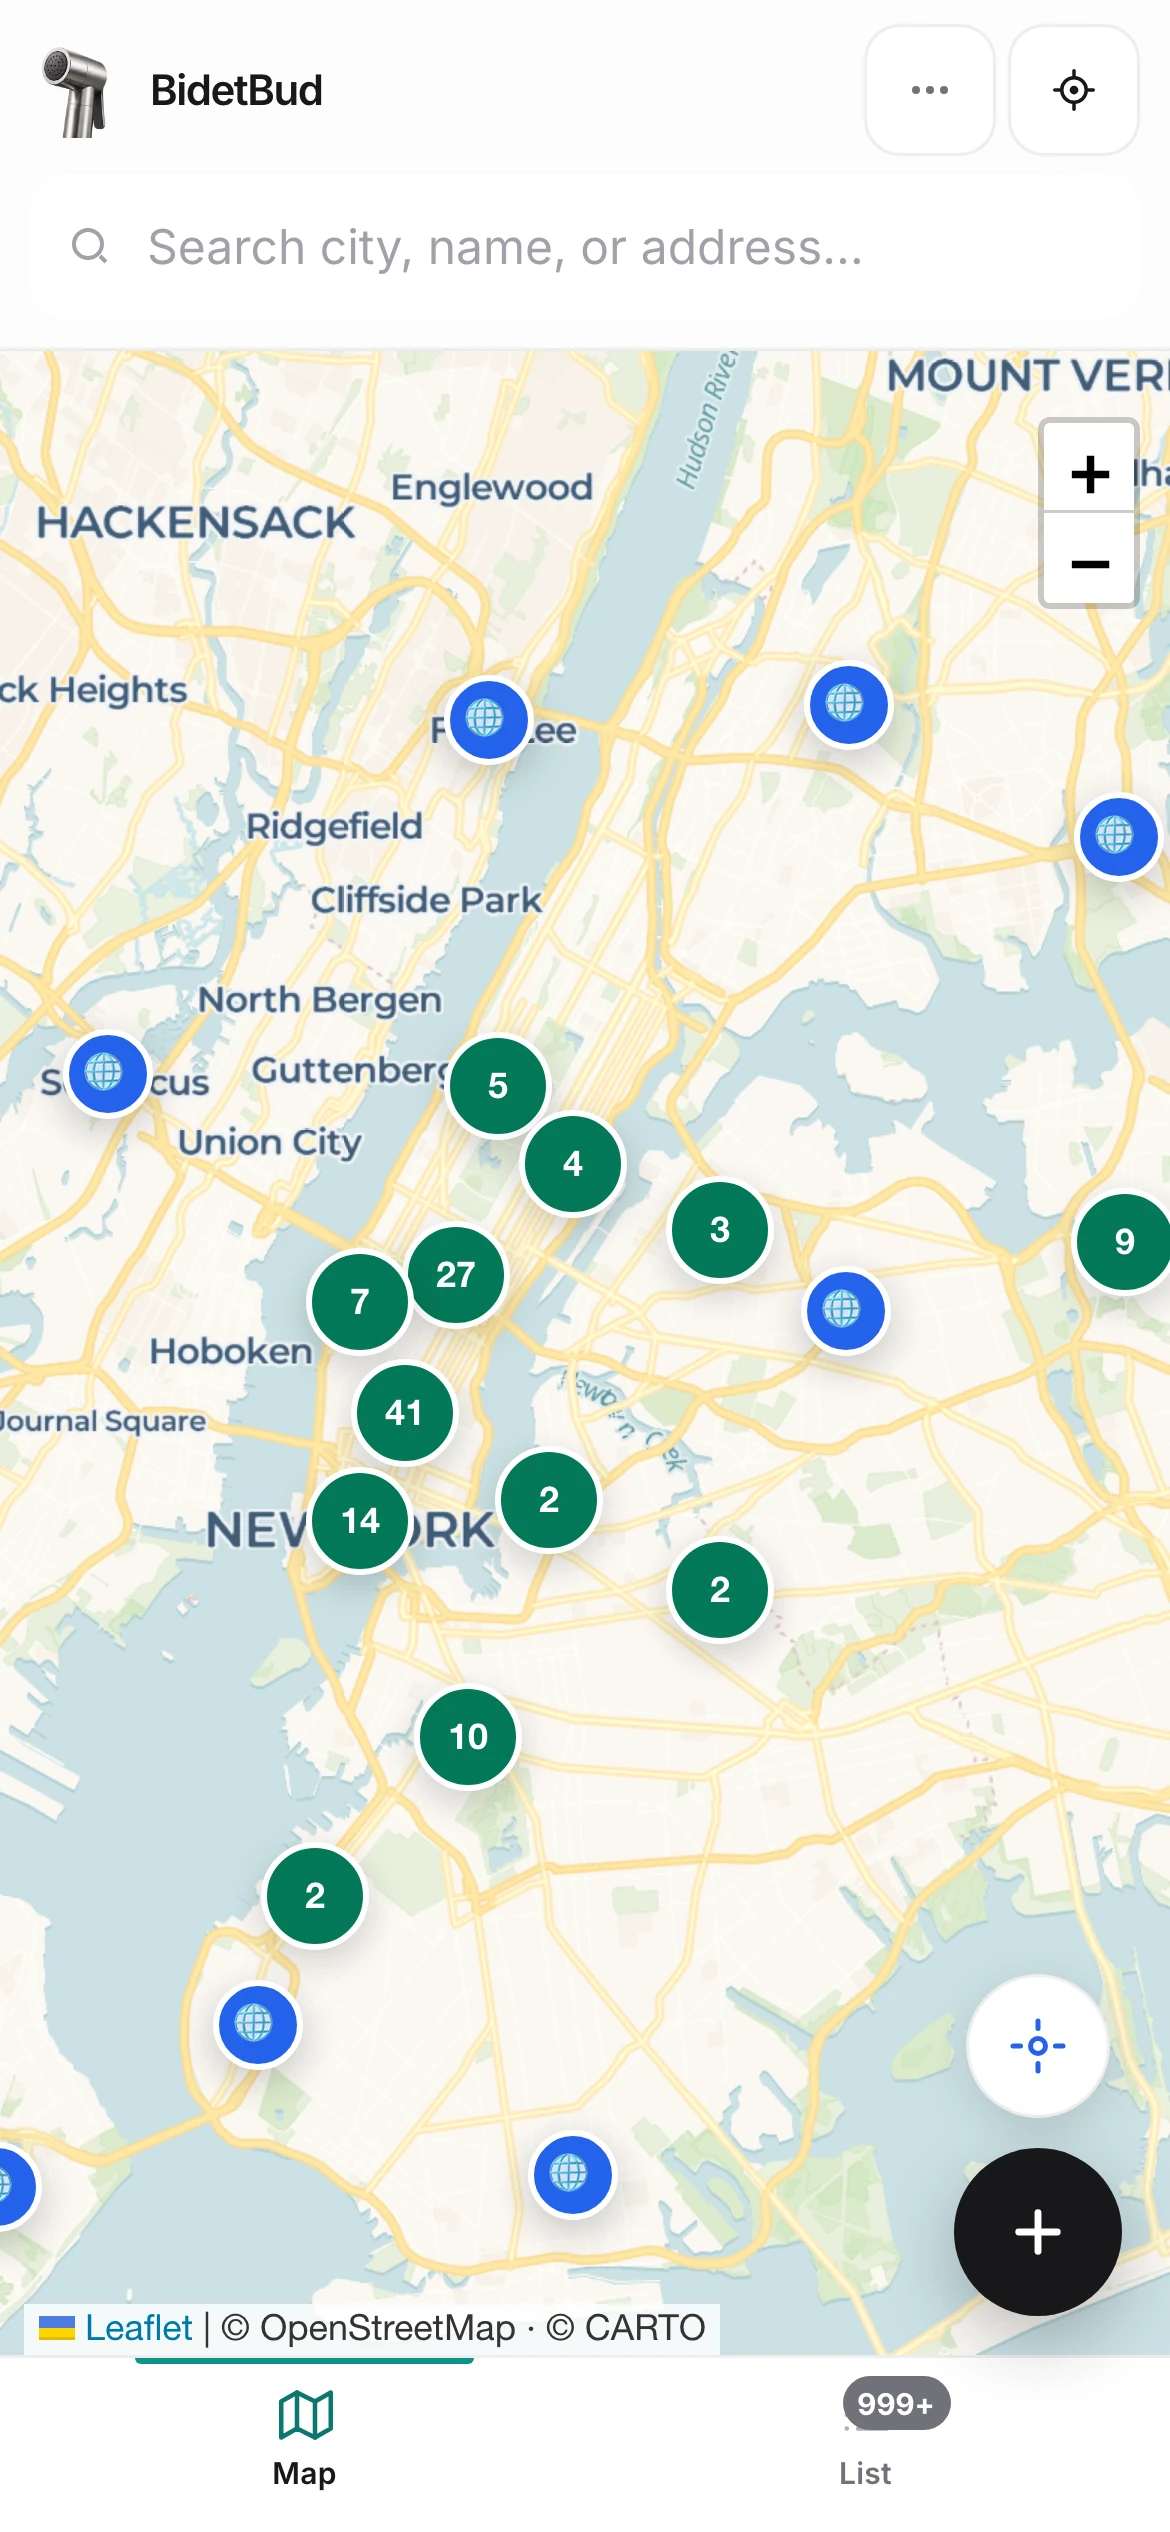 BidetBud
Search city, name, or address...
MOUNT
Hudson River
Englewood
HACKENSACK
ck Heights
Ridgefield
Cliffside Park
North Bergen
Guttenberg
5
Union City
4
3
9
27
7
Hoboken
41
Journal Square
2
14
2
10
2
Leaflet | © OpenStreetMap · © CARTO
999+
Map
List